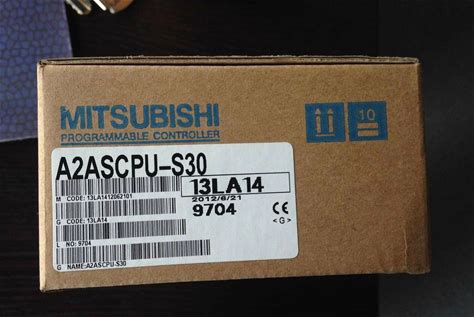 MITSUBISHI
PROGRAMMABLE CONTROLLER
10
A2ASCPU-S30
13LA14
M CODE: 13LA1412062101
2012/6/21
9704
CE
G CODE: 13LA14
<G>
L NO: 9704
G NAME:A2ASCPU-S30